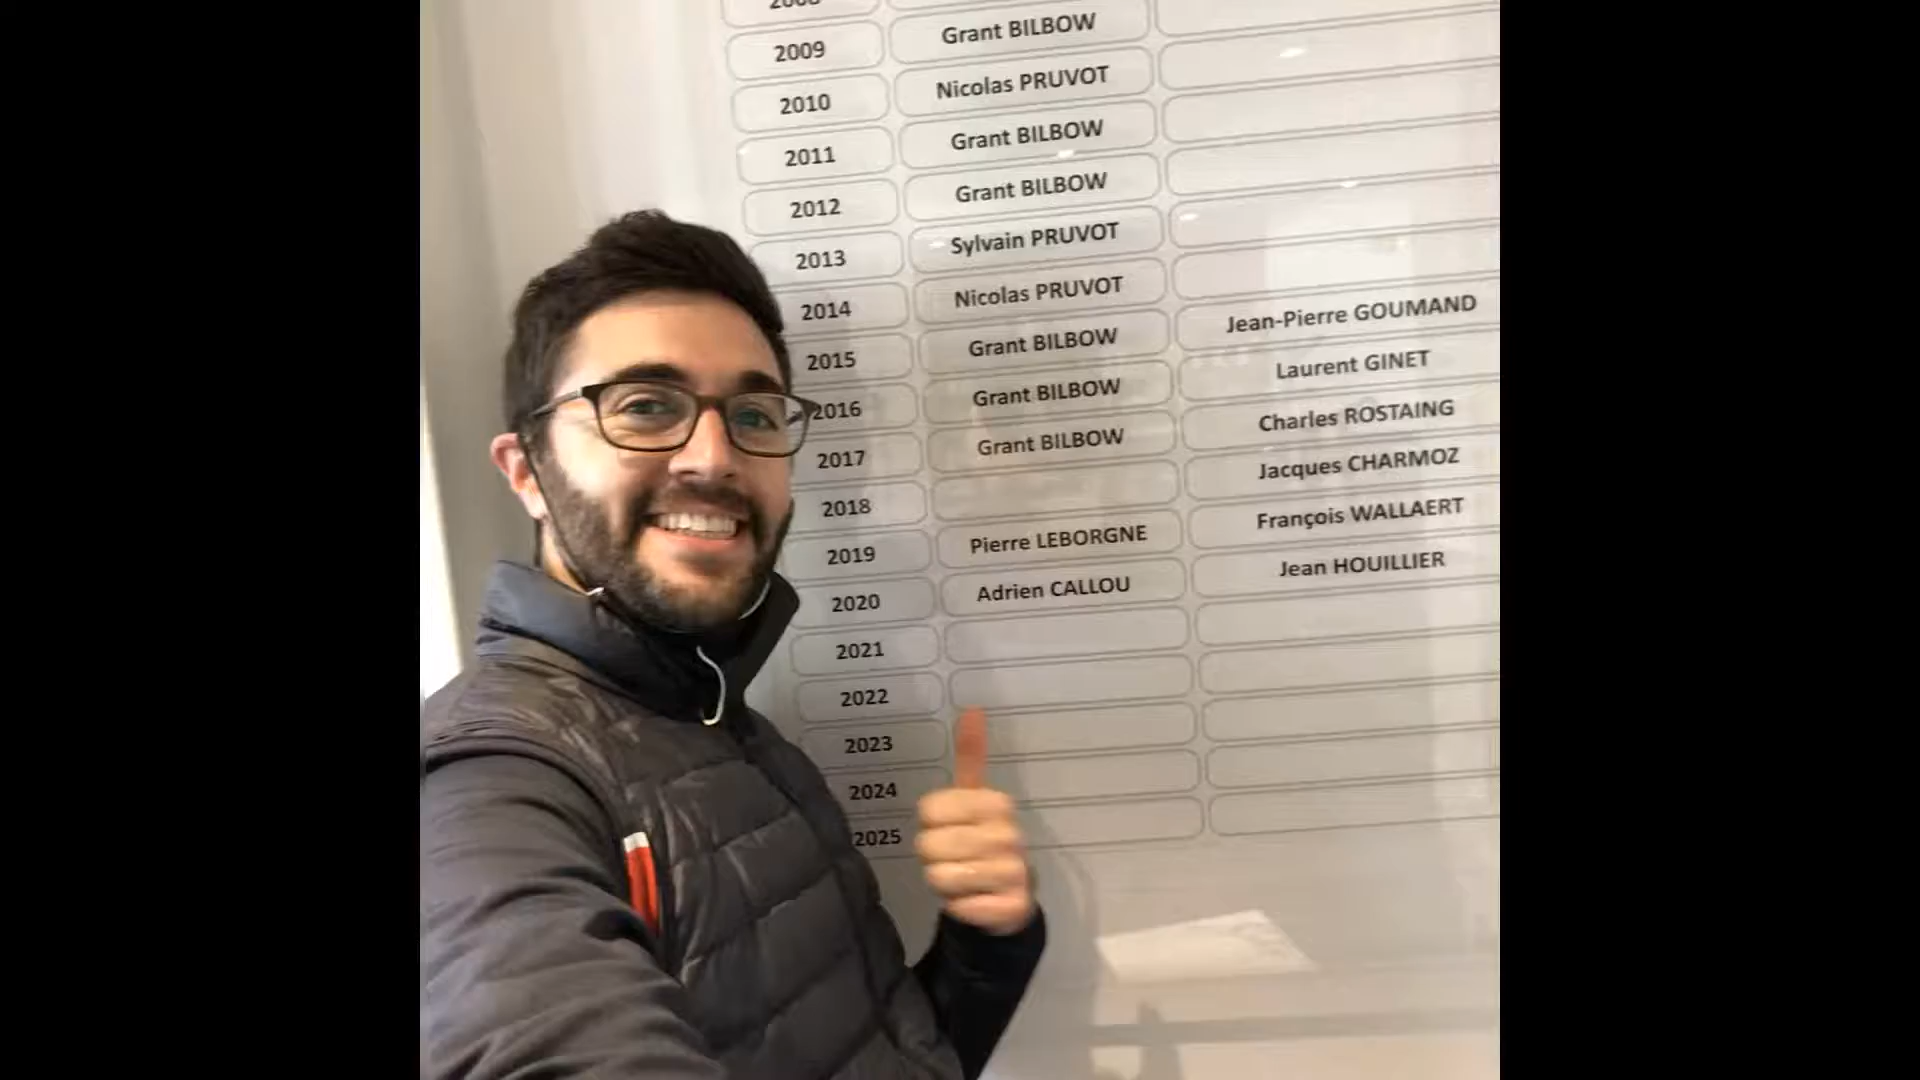 2009 Grant BILBOW
2010 Nicolas PRUVOT
2011 Grant BILBOW
2012 Grant BILBOW
2013 Sylvain PRUVOT
2014 Nicolas PRUVOT
2015 Grant BILBOW Jean-Pierre GOUMAND
2016 Grant BILBOW Laurent GINET
2017 Grant BILBOW Charles ROSTAING
2018 Jacques CHARMOZ
2019 Pierre LEBORGNE François WALLAERT
2020 Adrien CALLOU Jean HOUILLIER
2021
2022
2023
2024
2025